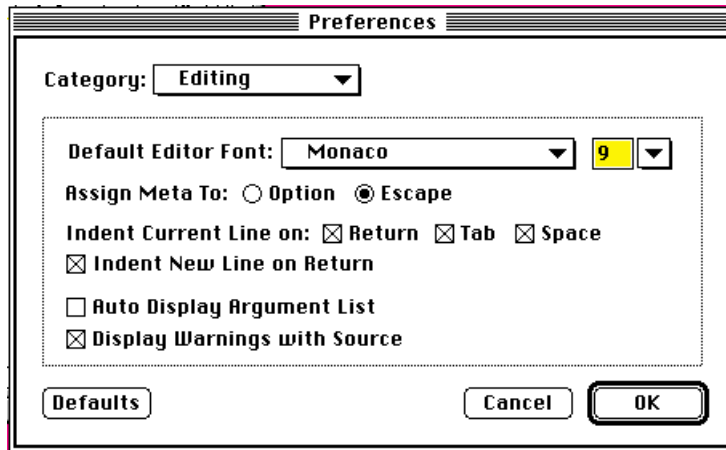 Preferences
Category: Editing
Default Editor Font: Monaco 9
Assign Meta To: Option Escape
Indent Current Line on: Return Tab Space
Indent New Line on Return
Auto Display Argument List
Display Warnings with Source
Defaults Cancel OK